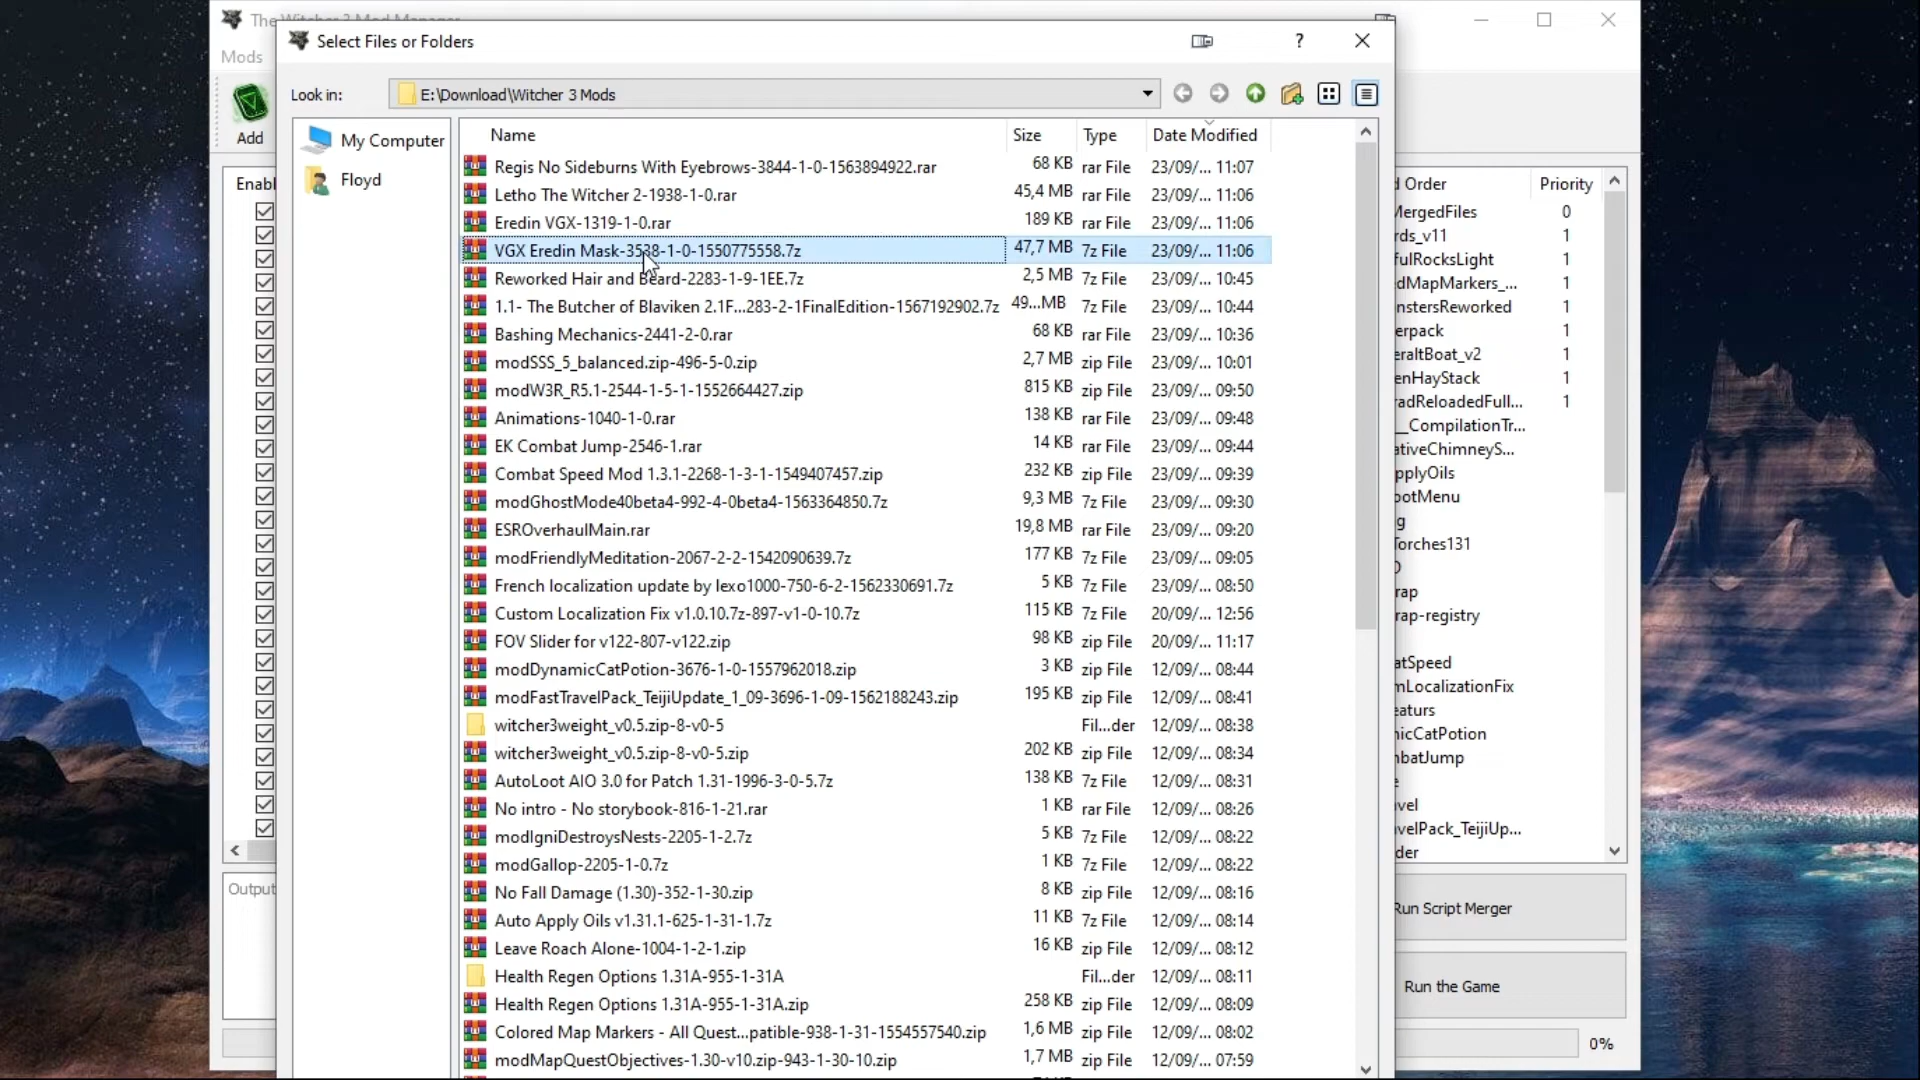 The Witcher 3 Mod Manager
Select Files or Folders
?
Mods
Look in:
E:\Download\Witcher 3 Mods
Add
My Computer
Floyd
Name Size Type Date Modified
Regis No Sideburns With Eyebrows-3844-1-0-1563894922.rar 68 KB rar File 23/09/... 11:07
Letho The Witcher 2-1938-1-0.rar 45,4 MB rar File 23/09/... 11:06
Eredin VGX-1319-1-0.rar 189 KB rar File 23/09/... 11:06
VGX Eredin Mask-3538-1-0-1550775558.7z 47,7 MB 7z File 23/09/... 11:06
Reworked Hair and Beard-2283-1-9-1EE.7z 2,5 MB 7z File 23/09/... 10:45
1.1- The Butcher of Blaviken 2.1F...283-2-1FinalEdition-1567192902.7z 49...MB 7z File 23/09/... 10:44
Bashing Mechanics-2441-2-0.rar 68 KB rar File 23/09/... 10:36
modSSS_5_balanced.zip-496-5-0.zip 2,7 MB zip File 23/09/... 10:01
modW3R_R5.1-2544-1-5-1-1552664427.zip 815 KB zip File 23/09/... 09:50
Animations-1040-1-0.rar 138 KB rar File 23/09/... 09:48
EK Combat Jump-2546-1.rar 14 KB rar File 23/09/... 09:44
Combat Speed Mod 1.3.1-2268-1-3-1-1549407457.zip 232 KB zip File 23/09/... 09:39
modGhostMode40beta4-992-4-0beta4-1563364850.7z 9,3 MB 7z File 23/09/... 09:30
ESROverhaulMain.rar 19,8 MB rar File 23/09/... 09:20
modFriendlyMeditation-2067-2-2-1542090639.7z 177 KB 7z File 23/09/... 09:05
French localization update by lexo1000-750-6-2-1562330691.7z 5 KB 7z File 23/09/... 08:50
Custom Localization Fix v1.0.10.7z-897-v1-0-10.7z 115 KB 7z File 20/09/... 12:56
FOV Slider for v122-807-v122.zip 98 KB zip File 20/09/... 11:17
modDynamicCatPotion-3676-1-0-1557962018.zip 3 KB zip File 12/09/... 08:44
modFastTravelPack_TeijiUpdate_1_09-3696-1-09-1562188243.zip 195 KB zip File 12/09/... 08:41
witcher3weight_v0.5.zip-8-v0-5 Fil...der 12/09/... 08:38
witcher3weight_v0.5.zip-8-v0-5.zip 202 KB zip File 12/09/... 08:34
AutoLoot AIO 3.0 for Patch 1.31-1996-3-0-5.7z 138 KB 7z File 12/09/... 08:31
No intro - No storybook-816-1-21.rar 1 KB rar File 12/09/... 08:26
modIgniDestroysNests-2205-1-2.7z 5 KB 7z File 12/09/... 08:22
modGallop-2205-1-0.7z 1 KB 7z File 12/09/... 08:22
No Fall Damage (1.30)-352-1-30.zip 8 KB zip File 12/09/... 08:16
Auto Apply Oils v1.31.1-625-1-31-1.7z 11 KB 7z File 12/09/... 08:14
Leave Roach Alone-1004-1-2-1.zip 16 KB zip File 12/09/... 08:12
Health Regen Options 1.31A-955-1-31A Fil...der 12/09/... 08:11
Health Regen Options 1.31A-955-1-31A.zip 258 KB zip File 12/09/... 08:09
Colored Map Markers - All Quest...patible-938-1-31-1554557540.zip 1,6 MB zip File 12/09/... 08:02
modMapQuestObjectives-1.30-v10.zip-943-1-30-10.zip 1,7 MB zip File 12/09/... 07:59
Enabl
Output
d Order Priority
MergedFiles 0
rds_v11 1
fulRocksLight 1
dMapMarkers_... 1
nstersReworked 1
erpack 1
eraltBoat_v2 1
enHayStack 1
radReloadedFull... 1
__CompilationTr...
ativeChimneyS...
pplyOils
ootMenu
g
Torches131
rap
rap-registry
atSpeed
mLocalizationFix
eaturs
nicCatPotion
mbatJump
e
avel
avelPack_TeijiUp...
der
Run Script Merger
Run the Game
0%